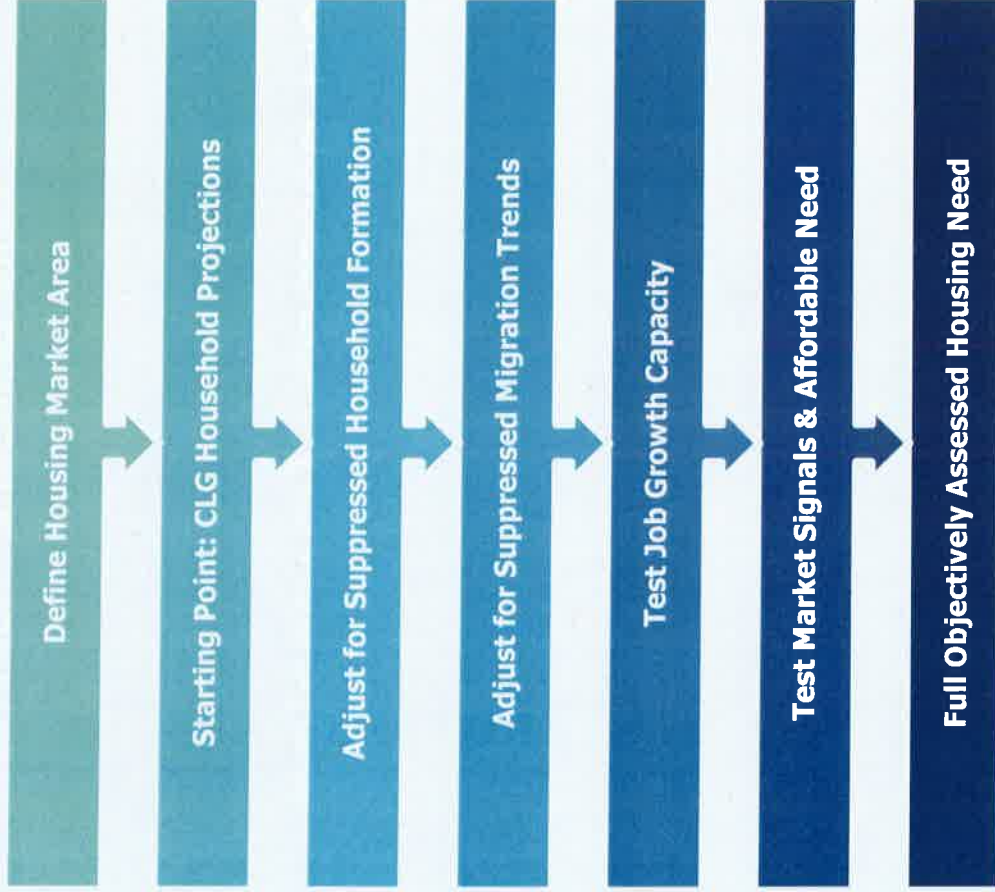 Define Housing Market Area
Starting Point: CLG Household Projections
Adjust for Suppressed Household Formation
Adjust for Suppressed Migration Trends
Test Job Growth Capacity
Test Market Signals & Affordable Need
Full Objectively Assessed Housing Need